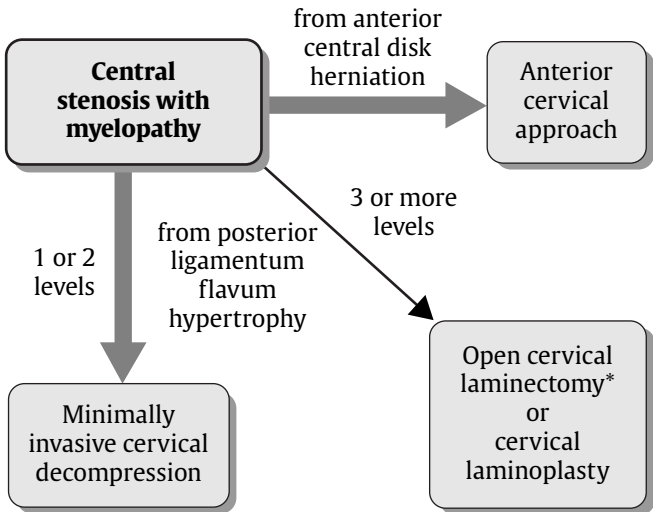 from anterior
central disk
herniation
Central
stenosis with
myelopathy
Anterior
cervical
approach
3 or more
levels
1 or 2
levels
from posterior
ligamentum
flavum
hypertrophy
Minimally
invasive cervical
decompression
Open cervical
laminectomy*
or
cervical
laminoplasty